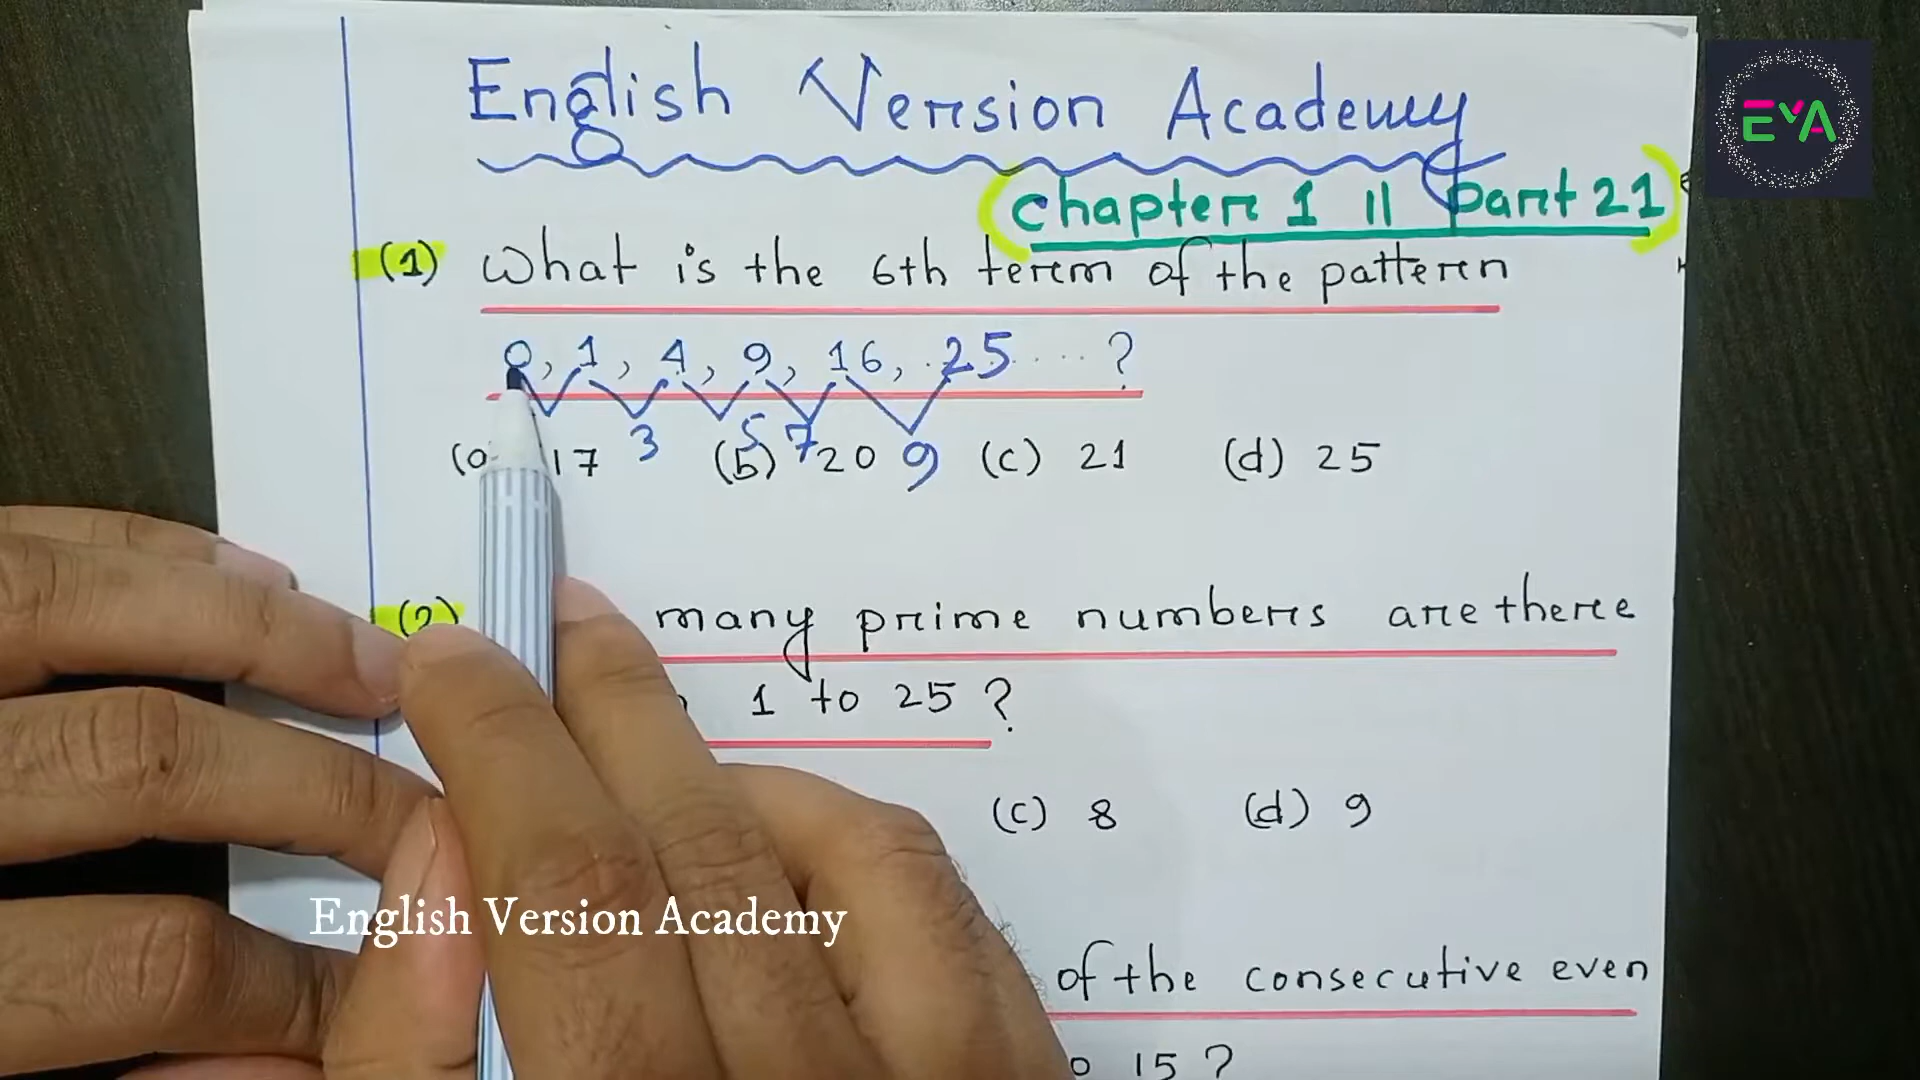 English Version Academy
EVA
Chapter 1 || Part 21
(1) What is the 6th term of the pattern
0, 1, 4, 9, 16, 25 .... ?
3 5 7 9
17 (b) 20 (c) 21 (d) 25
(2) many prime numbers are there
1 to 25 ?
(c) 8 (d) 9
English Version Academy
of the consecutive even
15 ?